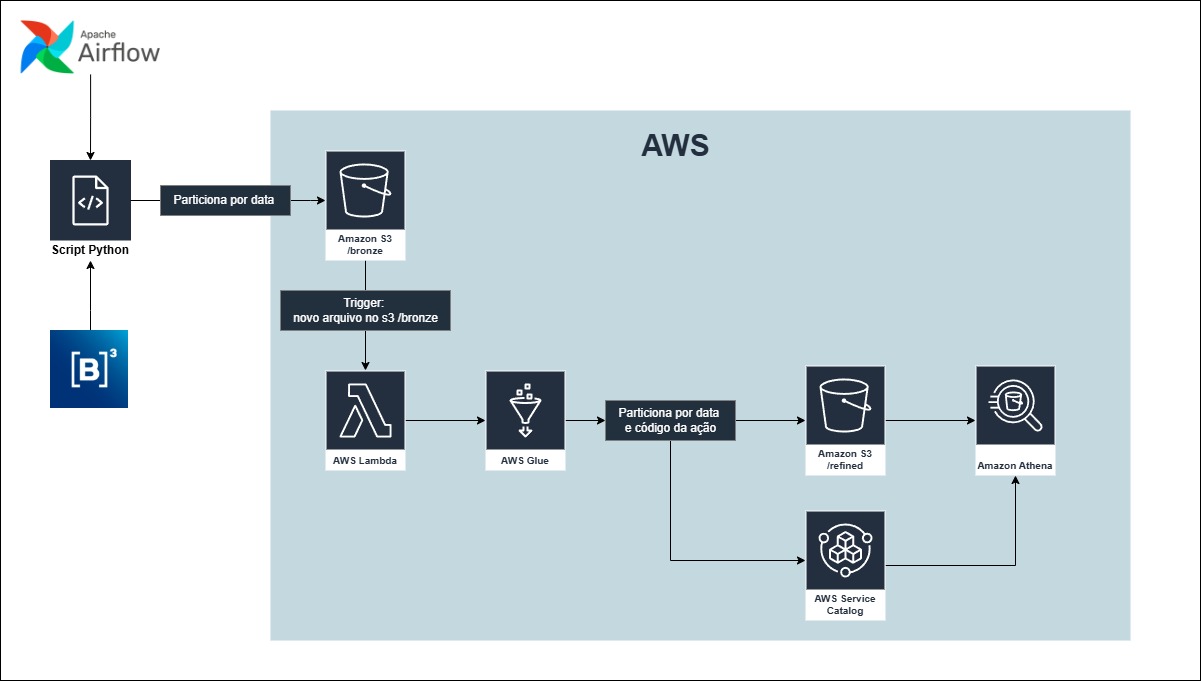 Apache
Airflow
AWS
</>
Script Python
Particiona por data
Amazon S3
/bronze
Trigger:
novo arquivo no s3 /bronze
[B]³
AWS Lambda
AWS Glue
Particiona por data
e código da ação
Amazon S3
/refined
Amazon Athena
AWS Service
Catalog